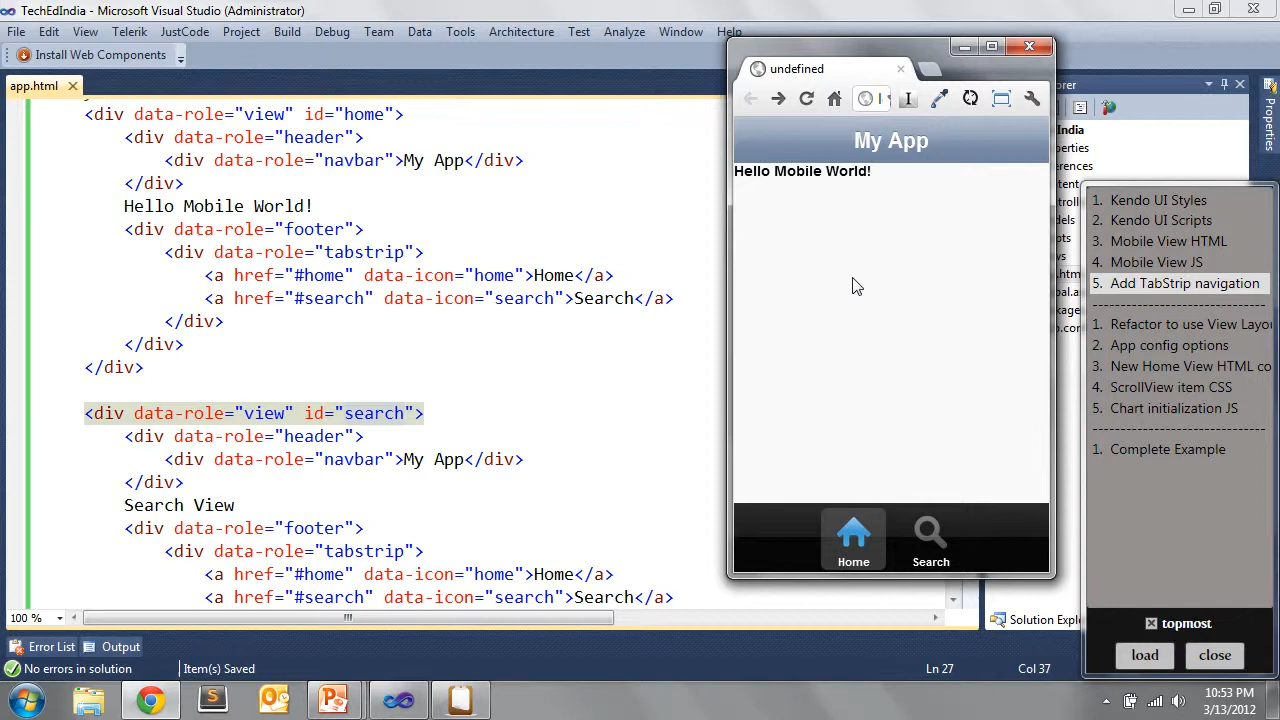 TechEdIndia - Microsoft Visual Studio (Administrator)
File Edit View Telerik JustCode Project Build Debug Team Data Tools Architecture Test Analyze Window Help
Install Web Components
app.html
<div data-role="view" id="home">
<div data-role="header">
<div data-role="navbar">My App</div>
</div>
Hello Mobile World!
<div data-role="footer">
<div data-role="tabstrip">
<a href="#home" data-icon="home">Home</a>
<a href="#search" data-icon="search">Search</a>
</div>
</div>
</div>
<div data-role="view" id="search">
<div data-role="header">
<div data-role="navbar">My App</div>
</div>
Search View
<div data-role="footer">
<div data-role="tabstrip">
<a href="#home" data-icon="home">Home</a>
<a href="#search" data-icon="search">Search</a>
100 %
Error List Output
No errors in solution Item(s) Saved Ln 27 Col 37
undefined
My App
Hello Mobile World!
Home Search
orer
India
perties
erences
Properties
1. Kendo UI Styles
2. Kendo UI Scripts
3. Mobile View HTML
4. Mobile View JS
5. Add TabStrip navigation
-----------------------------
1. Refactor to use View Layou
2. App config options
3. New Home View HTML co
4. ScrollView item CSS
5. Chart initialization JS
-----------------------------
1. Complete Example
topmost
load close
Solution Explo
10:53 PM
3/13/2012